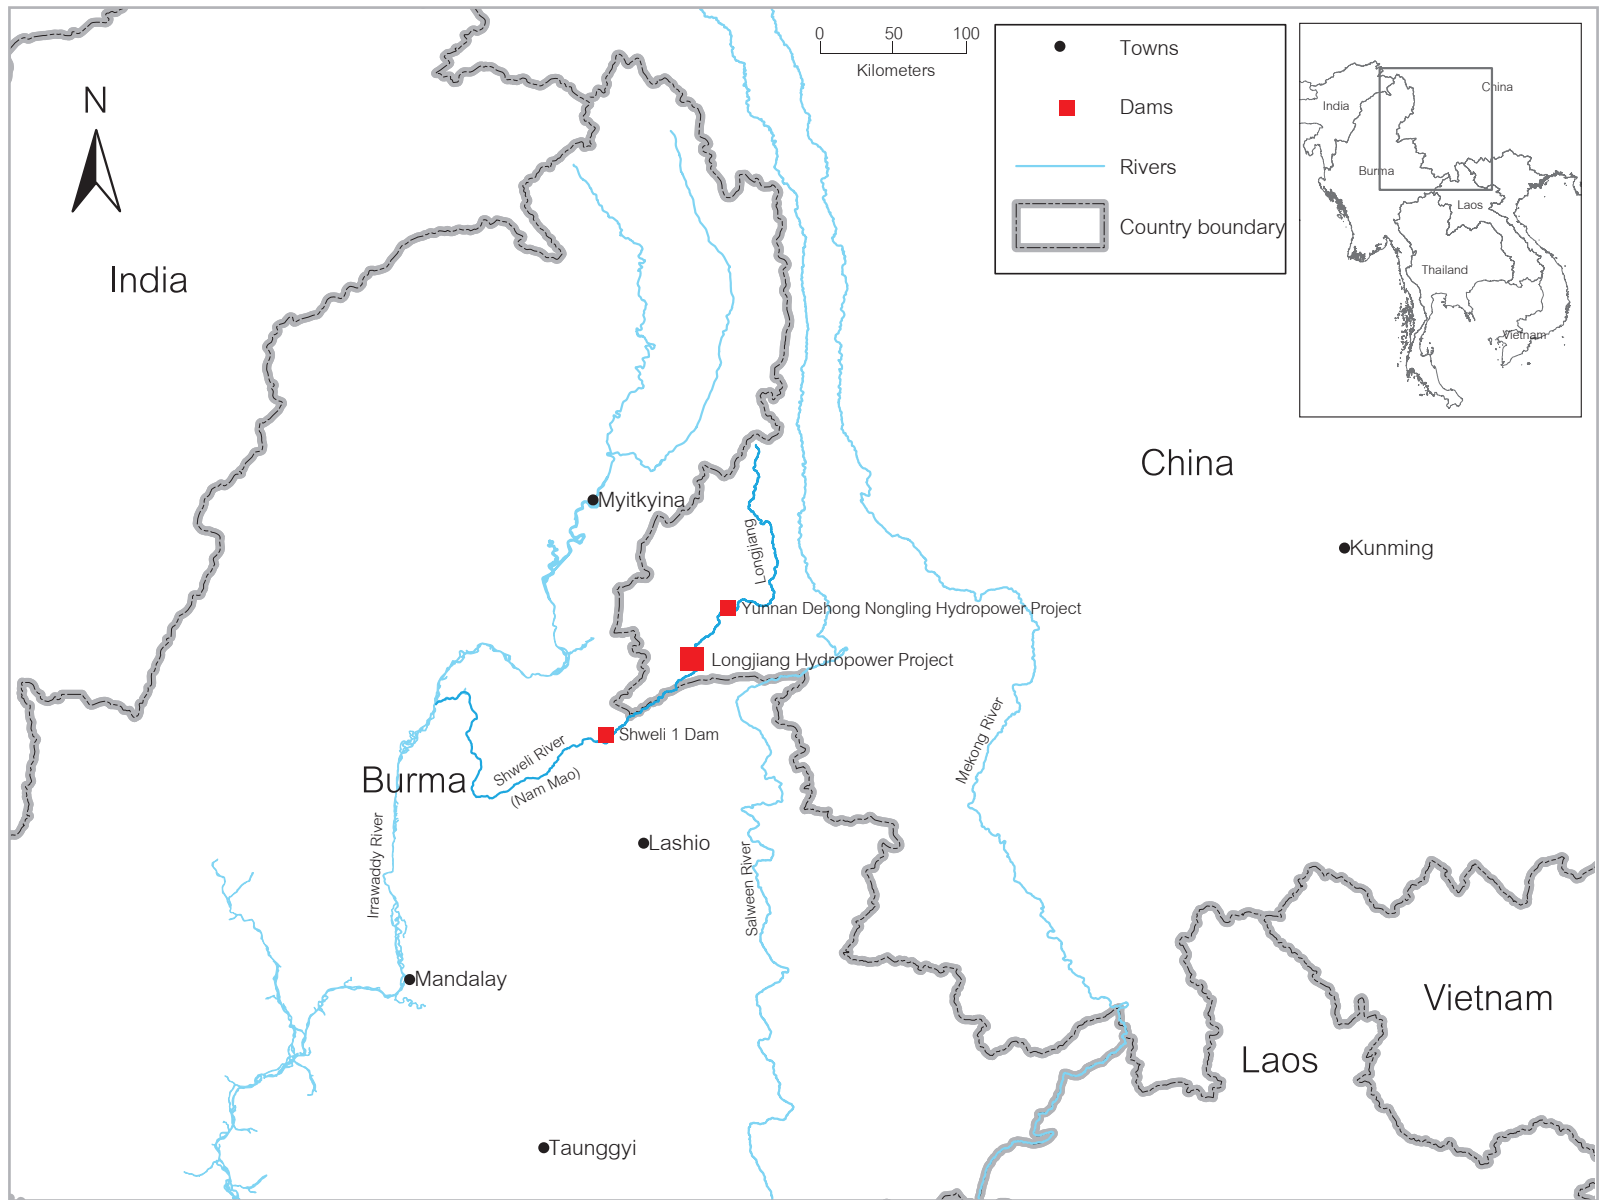 0 50 100
Kilometers
N
Towns
Dams
Rivers
Country boundary
China
India
Burma
Laos
Thailand
Vietnam
India
China
Myitkyina
Kunming
Longjiang
Yunnan Dehong Nongling Hydropower Project
Longjiang Hydropower Project
Shweli 1 Dam
Shweli River
(Nam Mao)
Mekong River
Burma
Irrawaddy River
Lashio
Salween River
Mandalay
Vietnam
Laos
Taunggyi